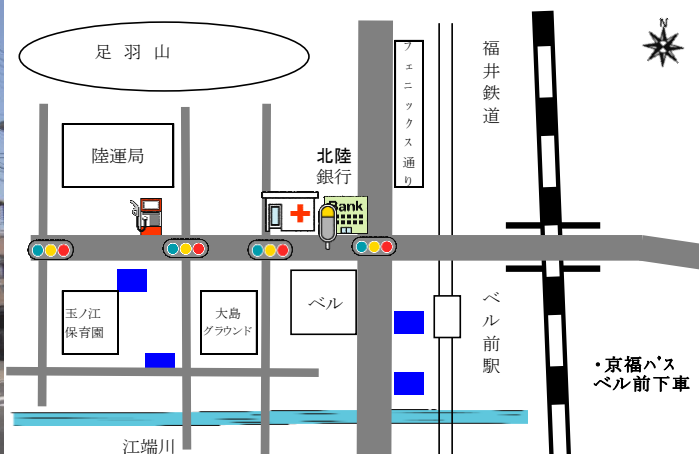 足羽山
N
フェニックス通り
福井鉄道
陸運局
北陸
銀行
Bank
玉ノ江
保育園
大島
グラウンド
ベル
ベル前駅
・京福バス
ベル前下車
江端川